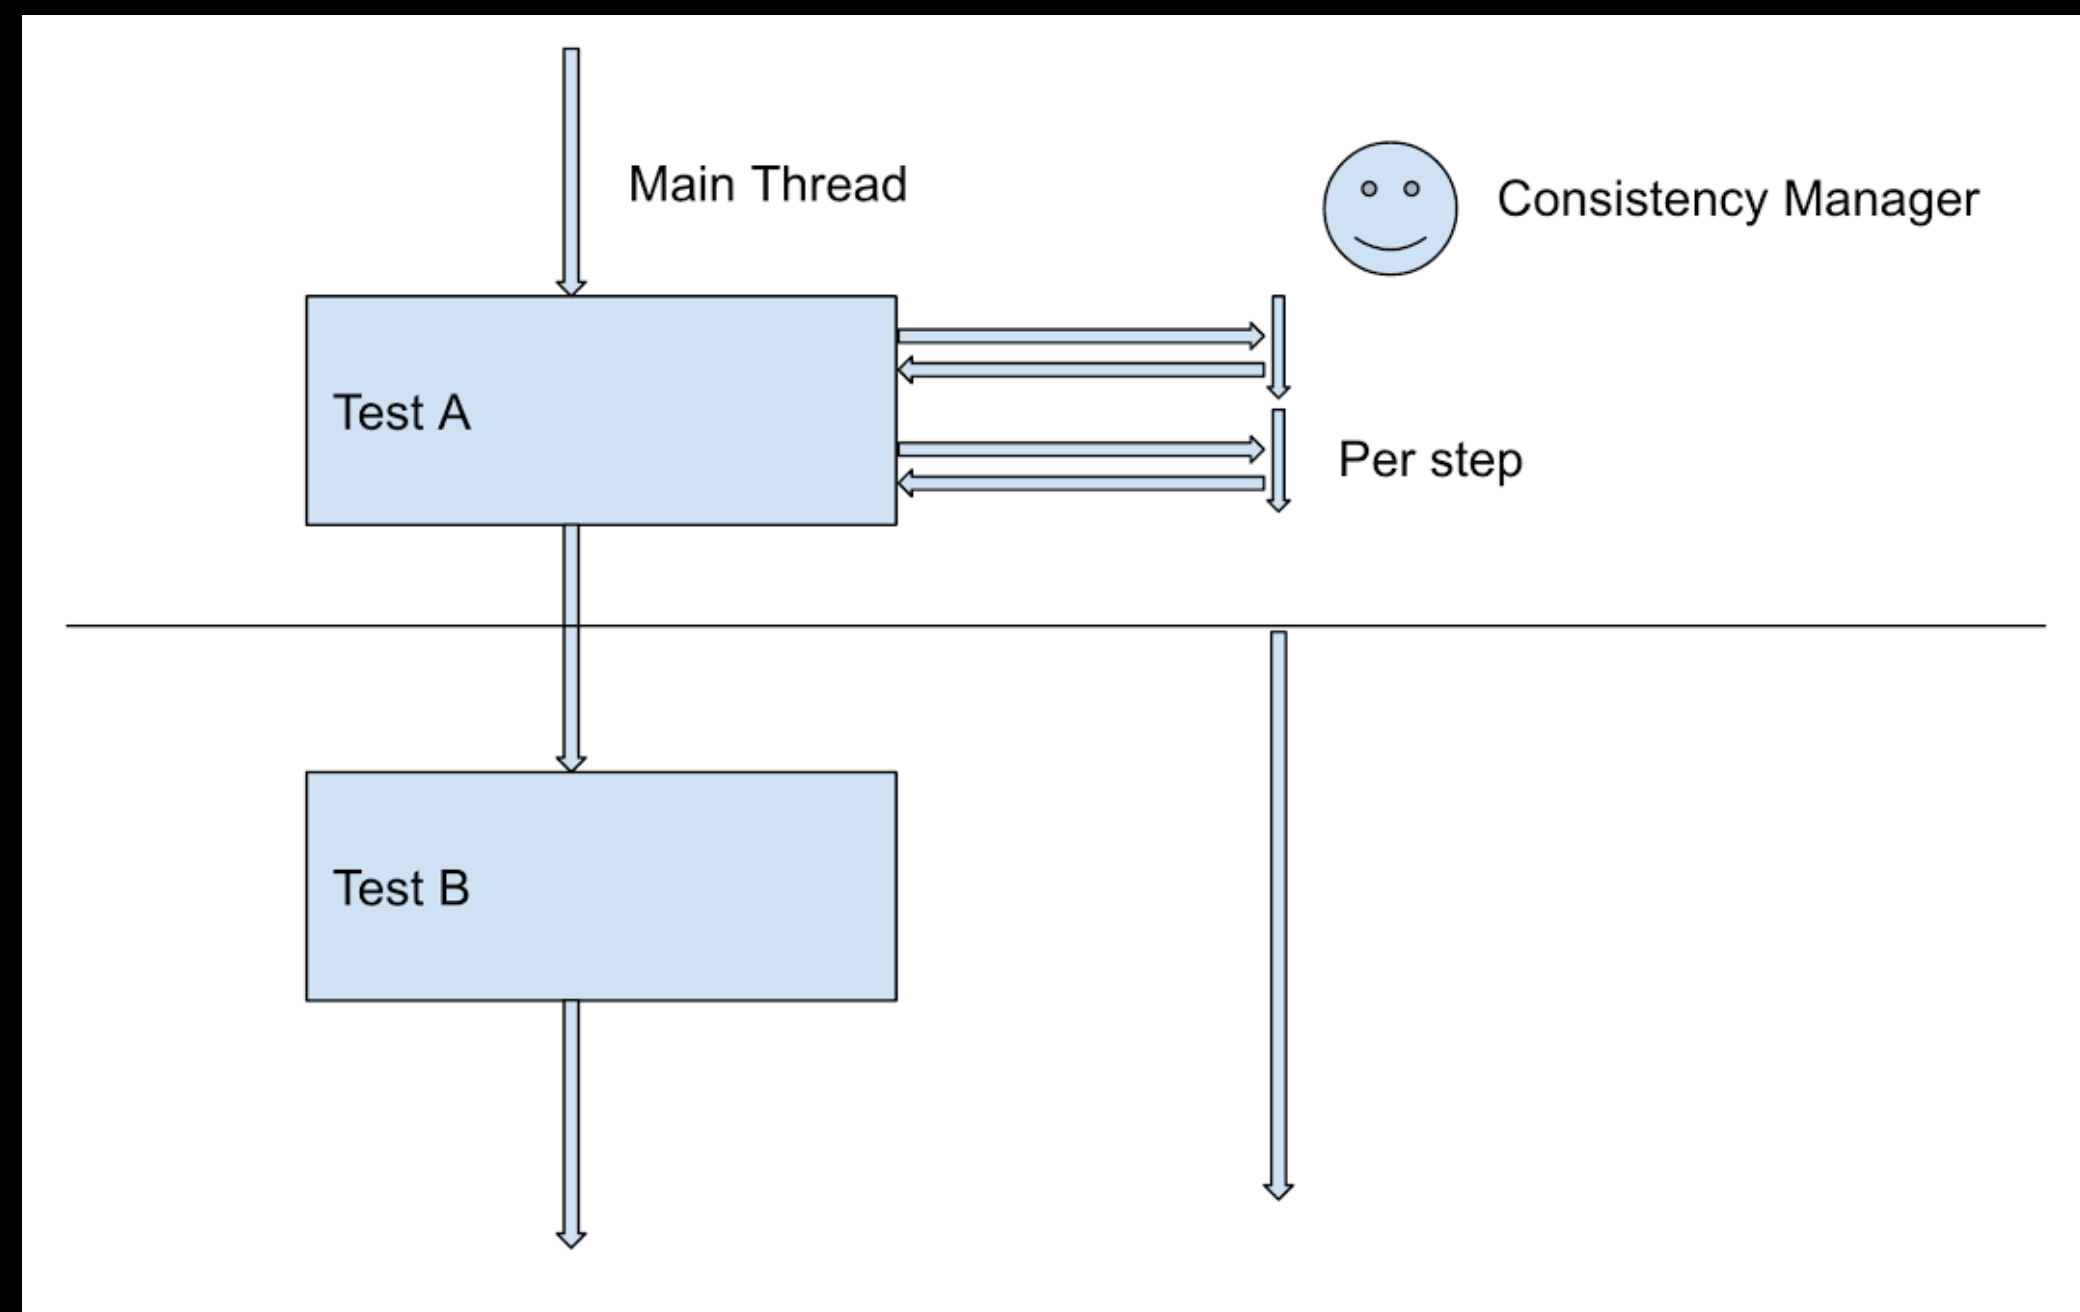 Main Thread
Consistency Manager
Test A
Per step
Test B